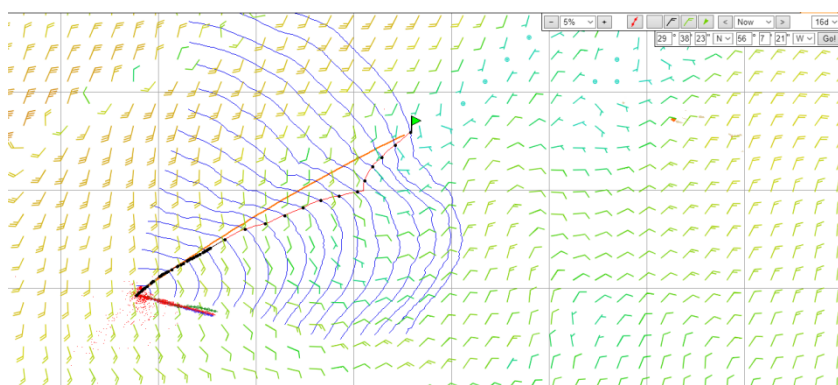 − 5% + < Now > 16d
29 ° 38 ' 23" N 56 ° 7 ' 21" W Go!